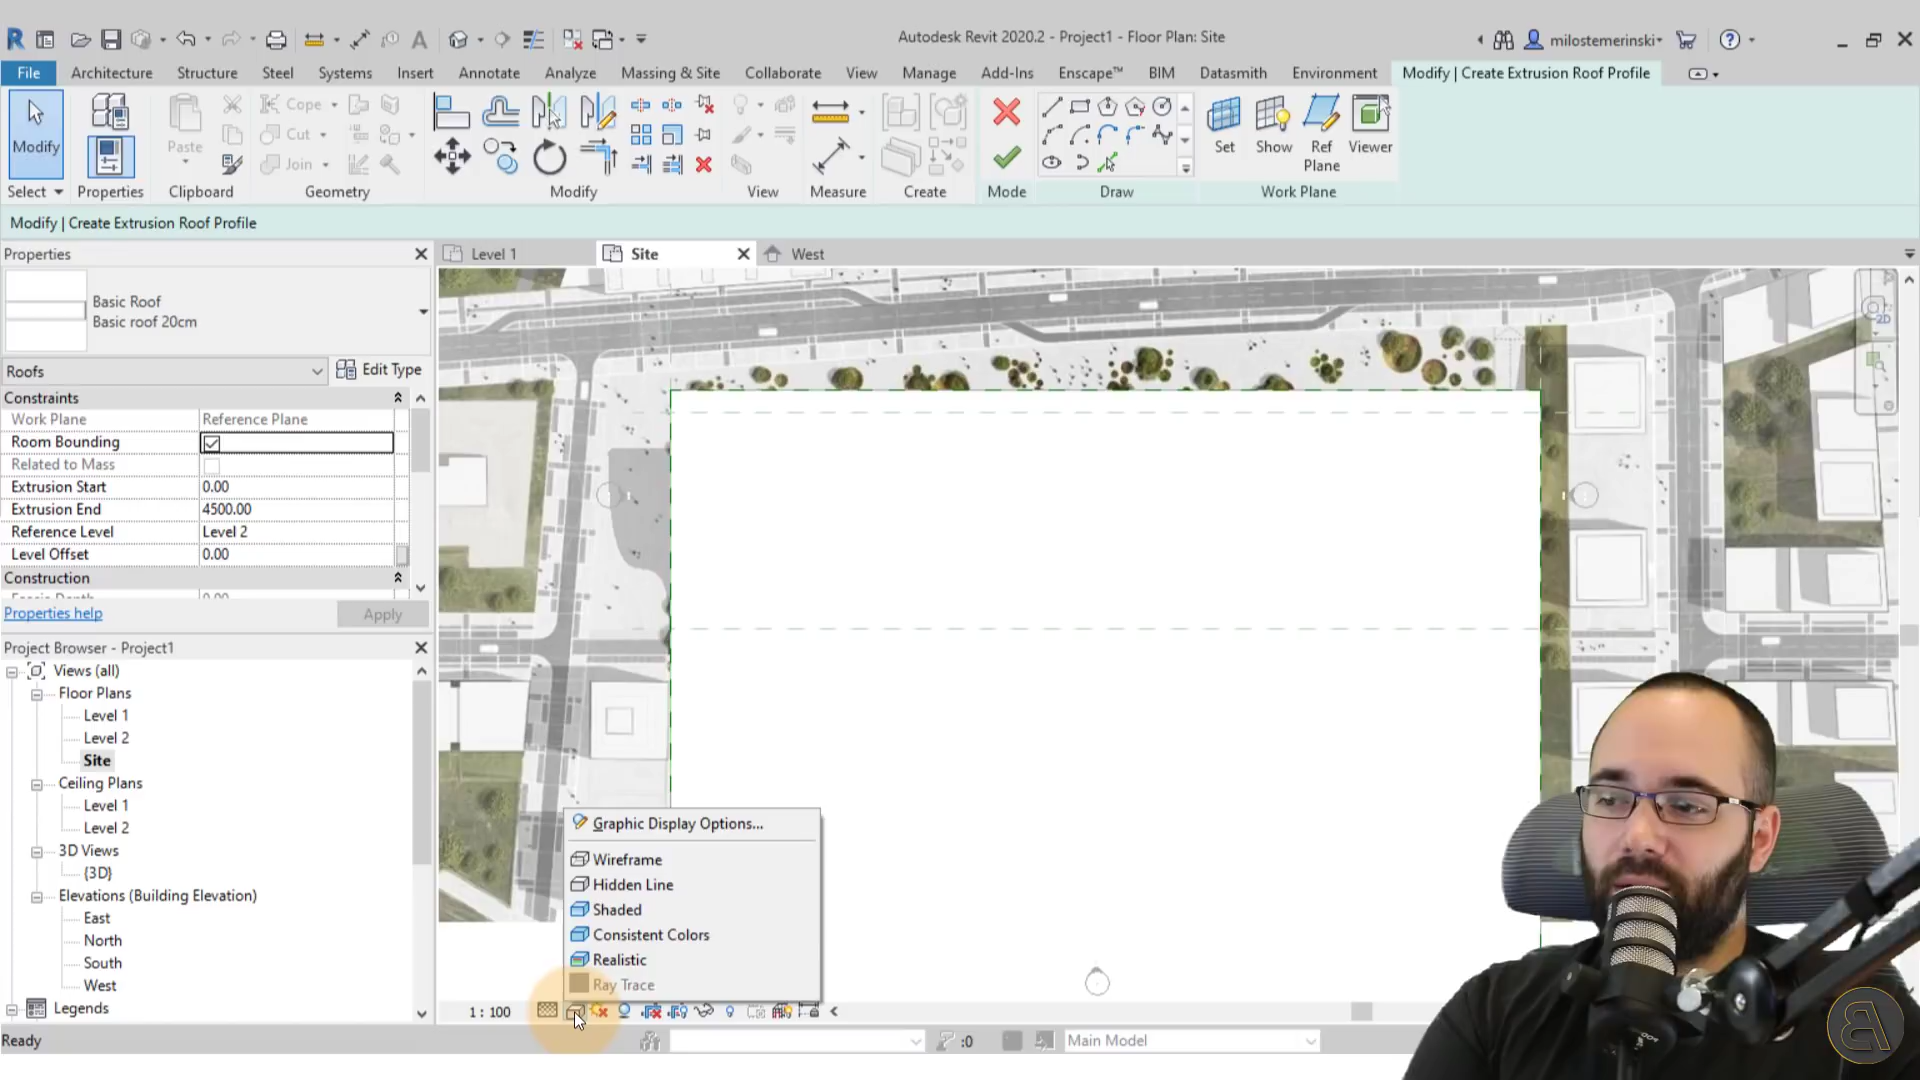 Autodesk Revit 2020.2 - Project1 - Floor Plan: Site
milostemerinski
File
Architecture
Structure
Steel
Systems
Insert
Annotate
Analyze
Massing & Site
Collaborate
View
Manage
Add-Ins
Enscape™
BIM
Datasmith
Environment
Modify | Create Extrusion Roof Profile
Modify
Paste
Cope
Cut
Join
Set
Show
Ref
Plane
Viewer
Select
Properties
Clipboard
Geometry
Modify
View
Measure
Create
Mode
Draw
Work Plane
Modify | Create Extrusion Roof Profile
Properties
Level 1
Site
West
Basic Roof
Basic roof 20cm
Roofs
Edit Type
Constraints
Work Plane Reference Plane
Room Bounding
Related to Mass
Extrusion Start 0.00
Extrusion End 4500.00
Reference Level Level 2
Level Offset 0.00
Construction
Properties help
Apply
Project Browser - Project1
Views (all)
Floor Plans
Level 1
Level 2
Site
Ceiling Plans
Level 1
Level 2
3D Views
{3D}
Elevations (Building Elevation)
East
North
South
West
Legends
Graphic Display Options...
Wireframe
Hidden Line
Shaded
Consistent Colors
Realistic
Ray Trace
1 : 100
Ready
:0
Main Model
2D